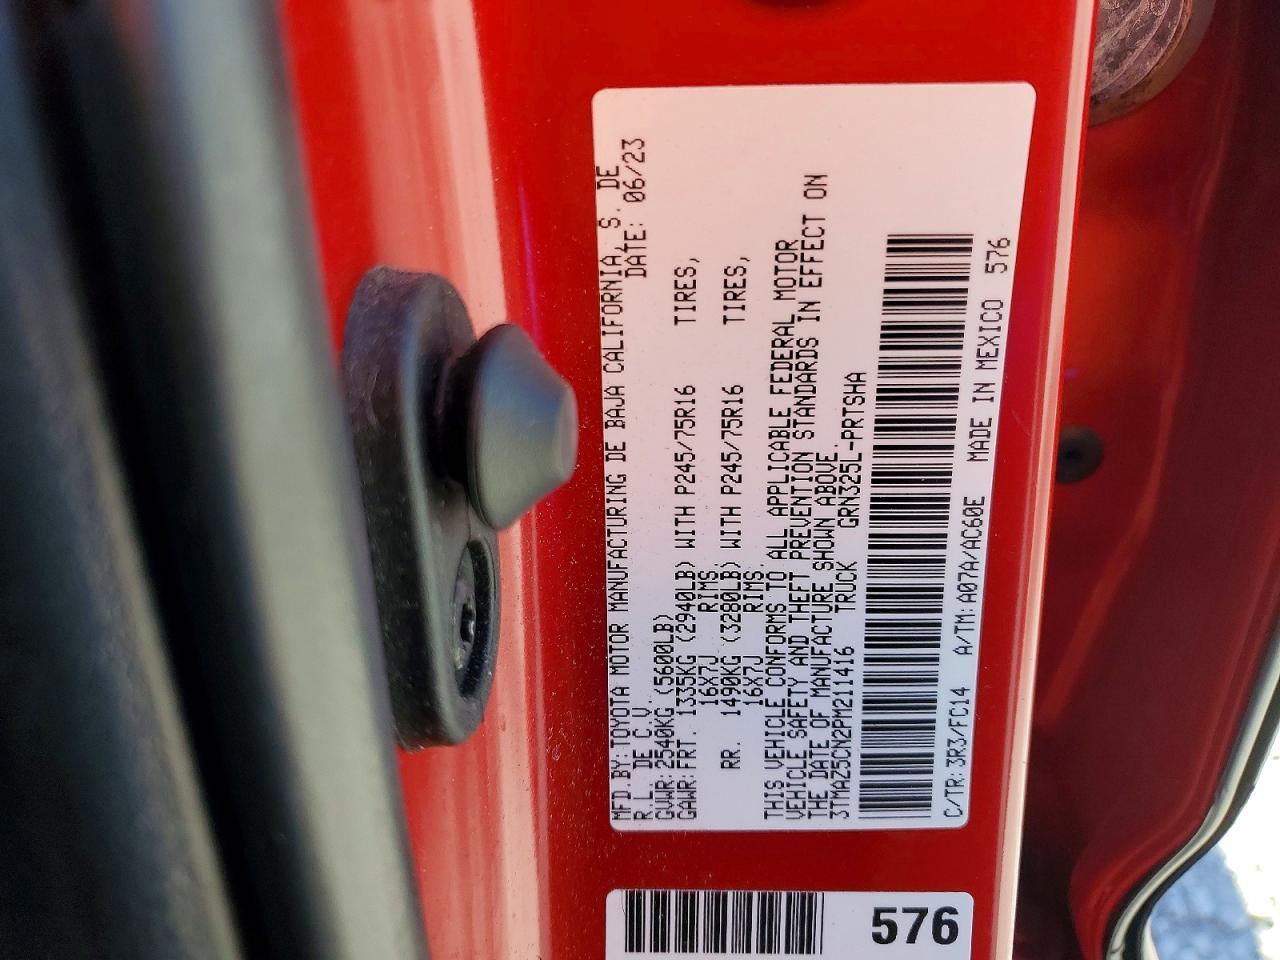 MFD.BY:TOYOTA MOTOR MANUFACTURING DE BAJA CALIFORNIA, S. DE
R.L. DE C.V. DATE: 06/23
GVWR:2540KG (5600LB)
GAWR:FRT. 1335KG (2940LB) WITH P245/75R16 TIRES,
16X7J RIMS
RR. 1490KG (3280LB) WITH P245/75R16 TIRES,
16X7J RIMS.
THIS VEHICLE CONFORMS TO ALL APPLICABLE FEDERAL MOTOR
VEHICLE SAFETY AND THEFT PREVENTION STANDARDS IN EFFECT ON
THE DATE OF MANUFACTURE SHOWN ABOVE.
3TMAZ5CN2PM211416 TRUCK GRN325L-PRTSHA
C/TR:3R3/FC14 A/TM:A07A/AC60E MADE IN MEXICO 576
576